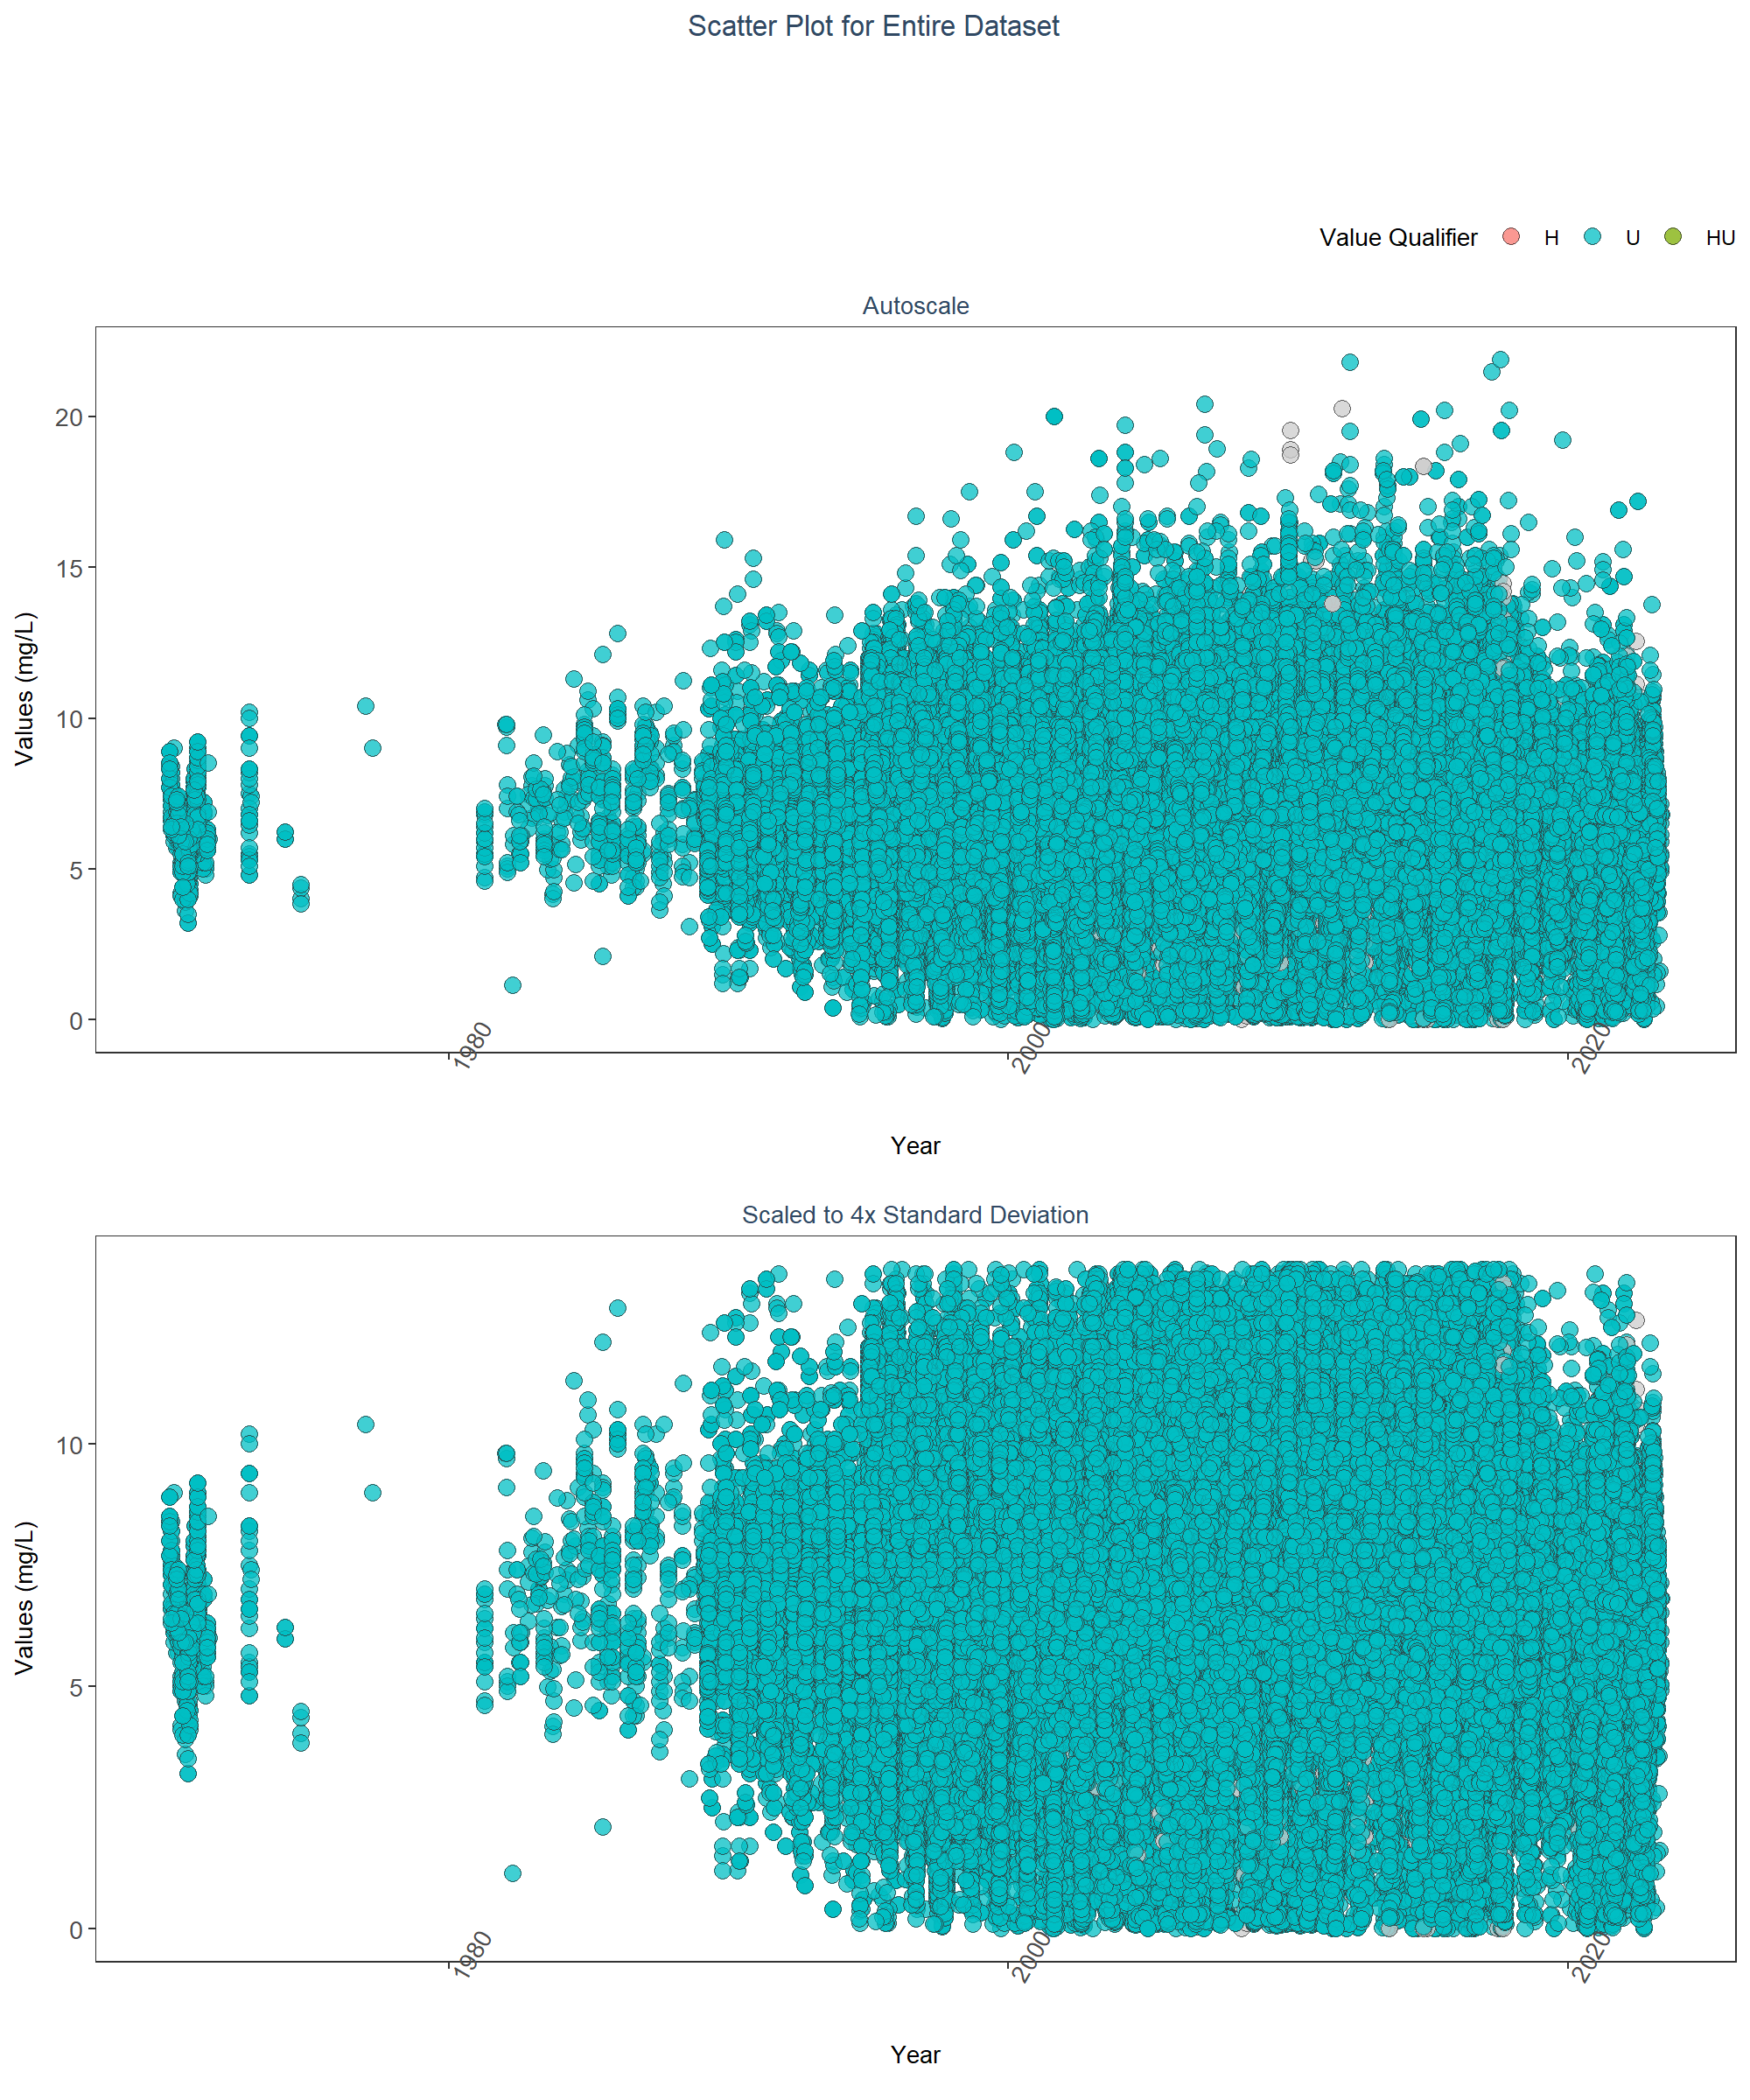 Scatter Plot for Entire Dataset
Value Qualifier H U HU
Autoscale
Values (mg/L)
20
15
10
5
0
1980 2000 2020
Year
Scaled to 4x Standard Deviation
Values (mg/L)
10
5
0
1980 2000 2020
Year